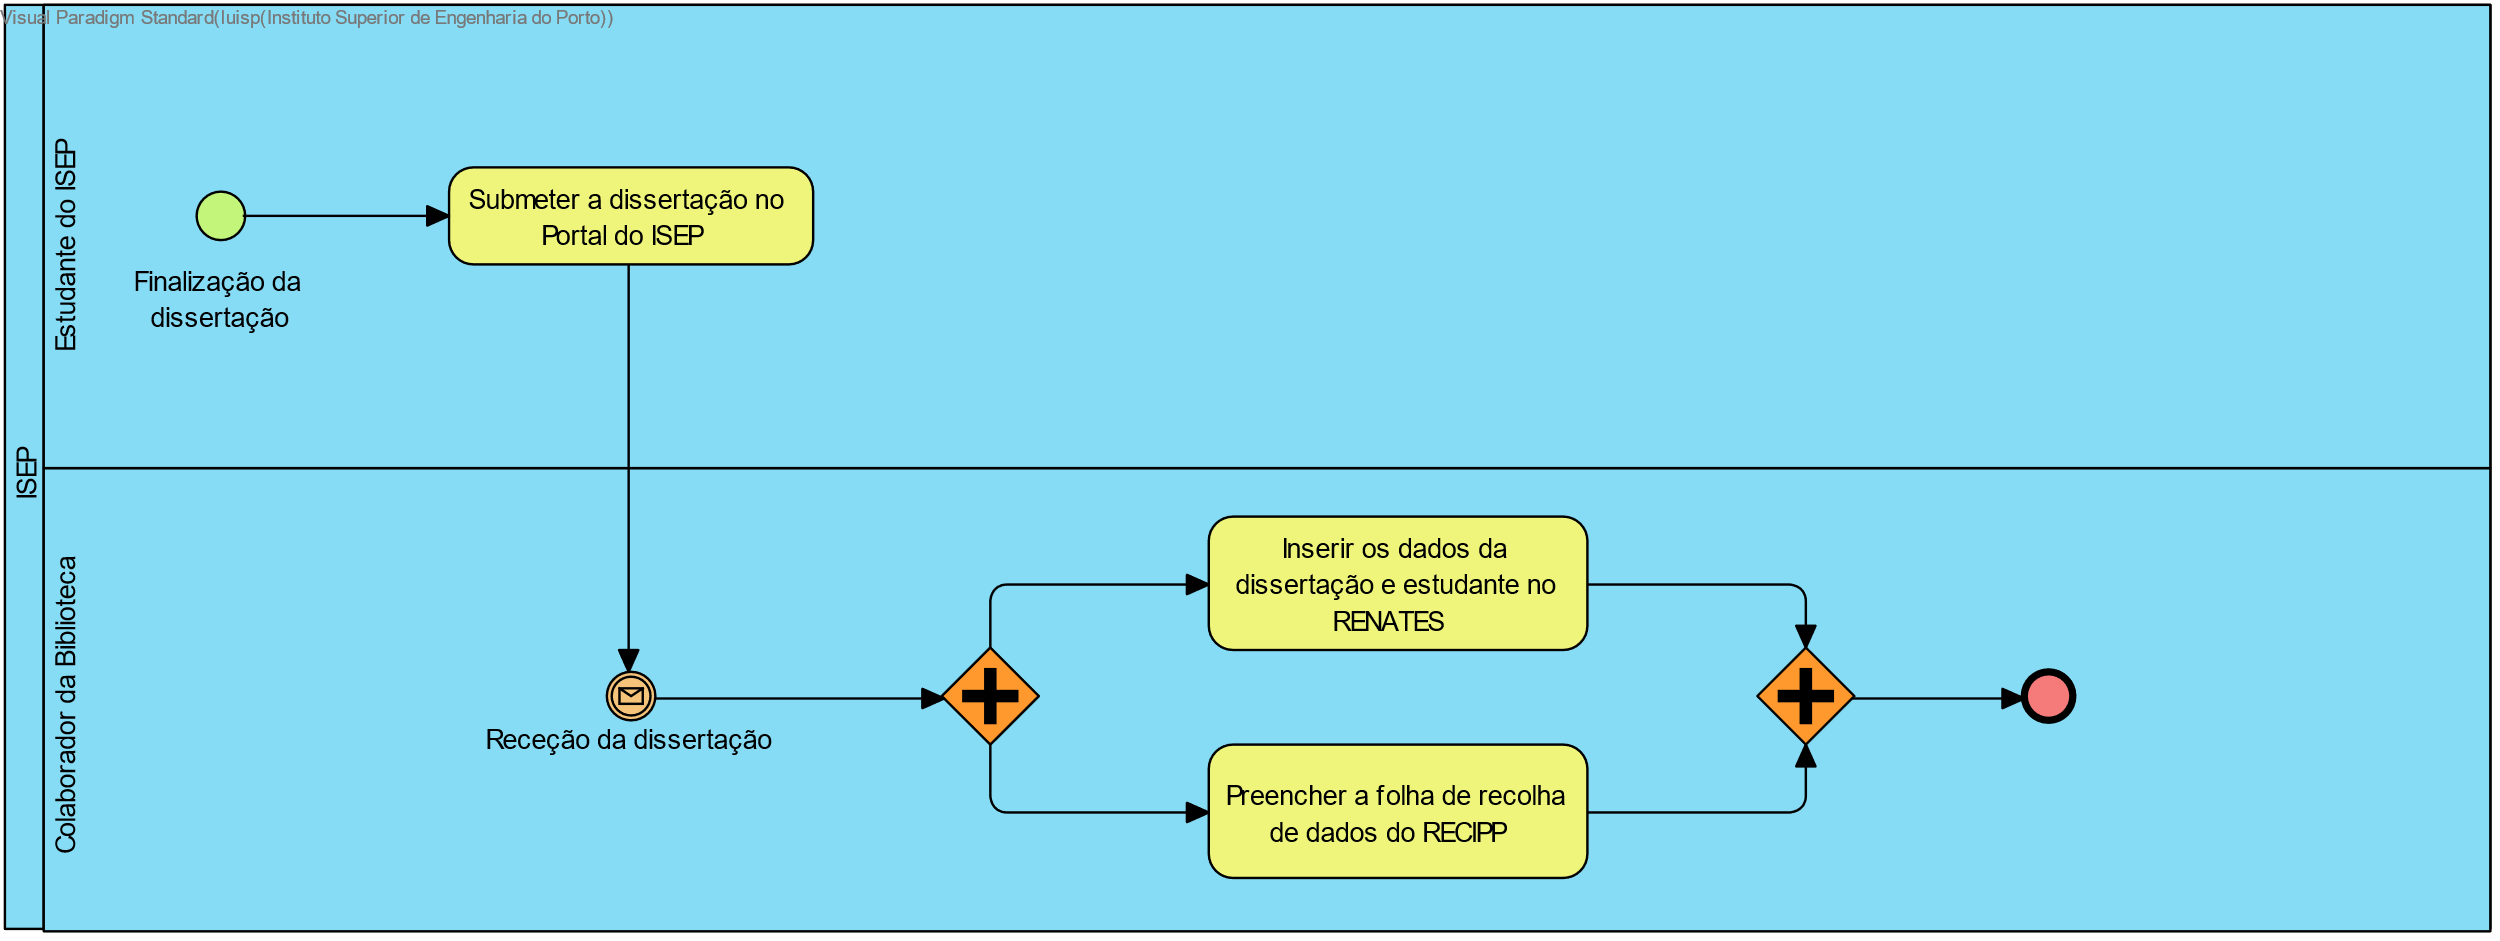 Visual Paradigm Standard(luisp(Instituto Superior de Engenharia do Porto))
ISEP
Estudante do ISEP
Finalização da
dissertação
Submeter a dissertação no
Portal do ISEP
Colaborador da Biblioteca
Receção da dissertação
Inserir os dados da
dissertação e estudante no
RENATES
Preencher a folha de recolha
de dados do RECIPP